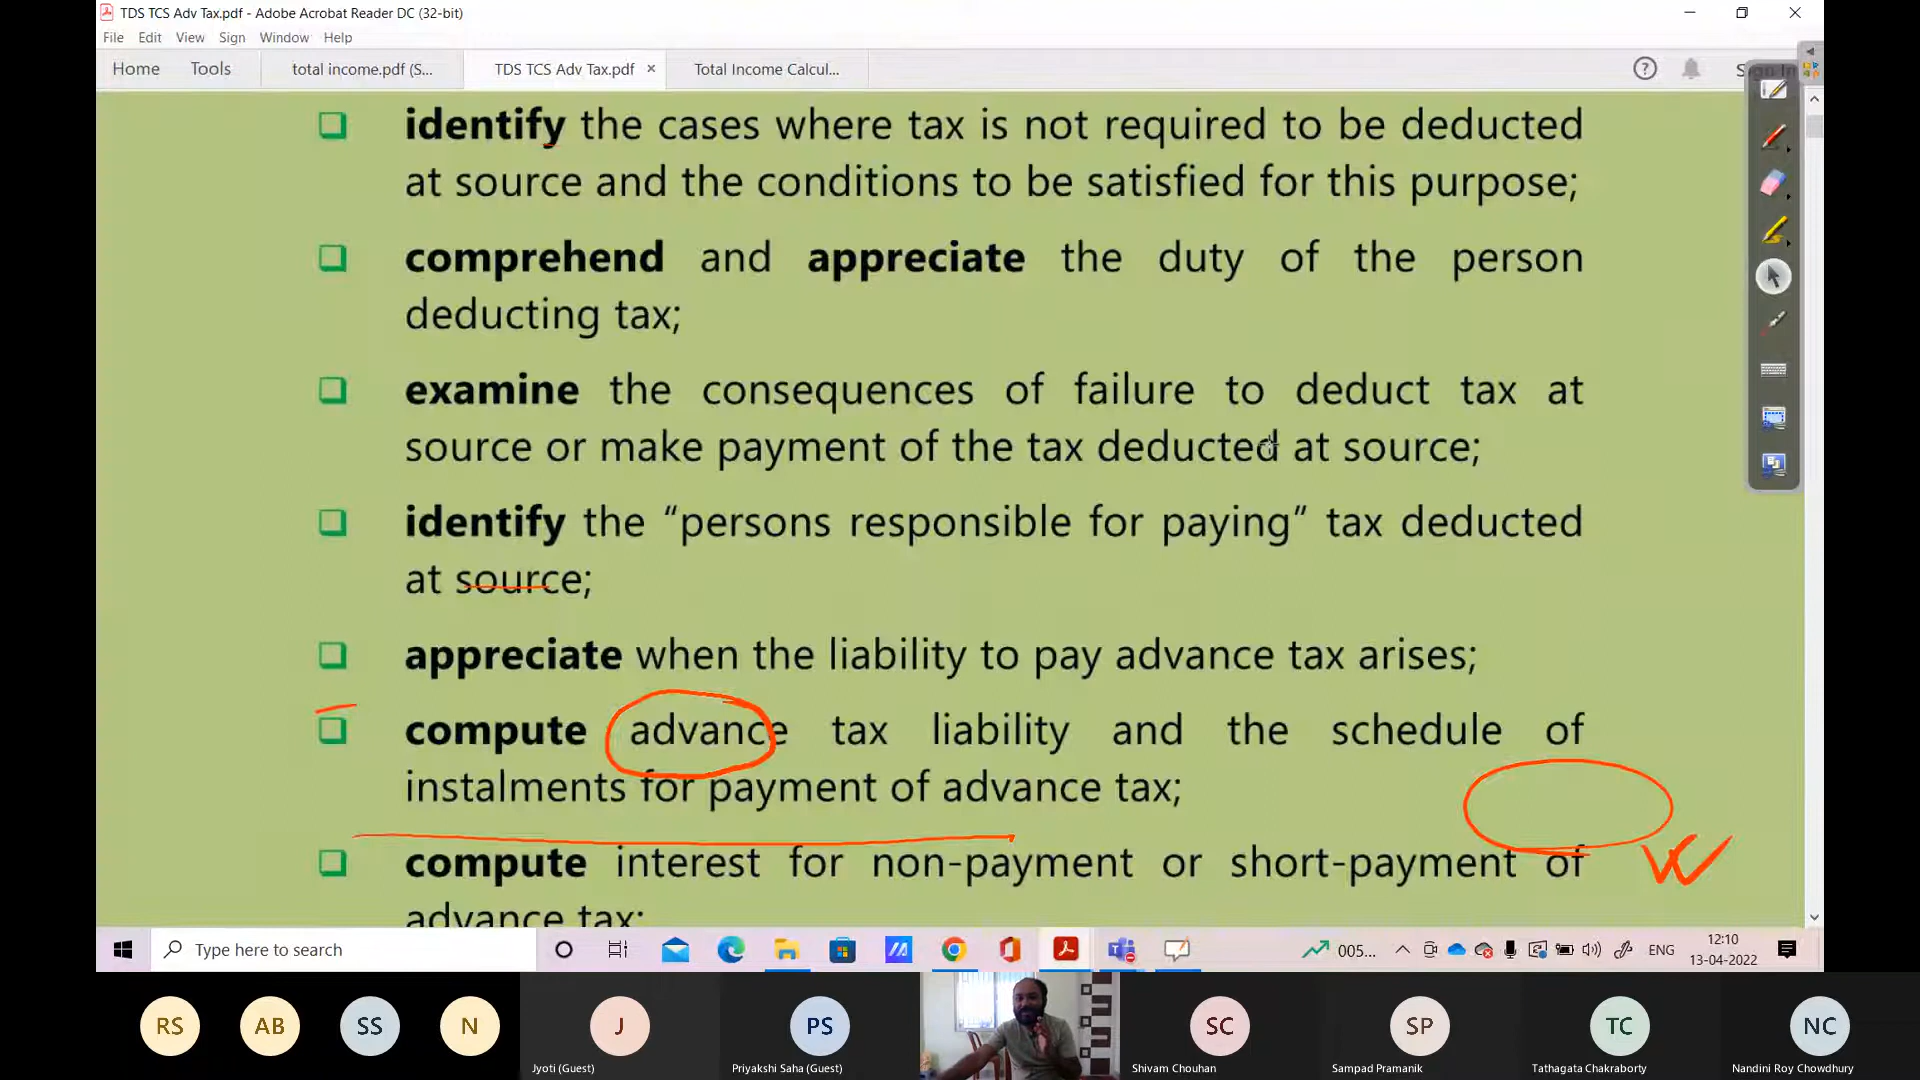 TDS TCS Adv Tax.pdf - Adobe Acrobat Reader DC (32-bit)
File Edit View Sign Window Help
Home Tools total income.pdf (S... TDS TCS Adv Tax.pdf × Total Income Calcul... Sign In
identify the cases where tax is not required to be deducted
at source and the conditions to be satisfied for this purpose;
comprehend and appreciate the duty of the person
deducting tax;
examine the consequences of failure to deduct tax at
source or make payment of the tax deducted at source;
identify the “persons responsible for paying” tax deducted
at source;
appreciate when the liability to pay advance tax arises;
compute advance tax liability and the schedule of
instalments for payment of advance tax;
compute interest for non-payment or short-payment of
advance tax;
Type here to search 005... ENG 12:10
13-04-2022
RS AB SS N J PS SC SP TC NC
Jyoti (Guest) Priyakshi Saha (Guest) Shivam Chouhan Sampad Pramanik Tathagata Chakraborty Nandini Roy Chowdhury